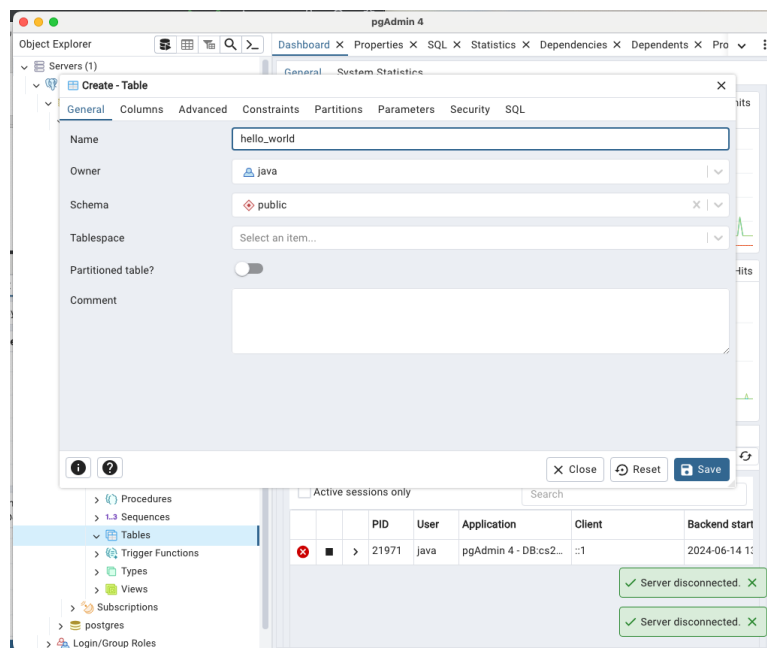 pgAdmin 4
Object Explorer
Dashboard Properties SQL Statistics Dependencies Dependents Pro
Servers (1)
General System Statistics
Create - Table
General Columns Advanced Constraints Partitions Parameters Security SQL
Name hello_world
Owner java
Schema public
Tablespace Select an item...
Partitioned table?
Comment
Hits
Close Reset Save
Active sessions only Search
Procedures
1..3 Sequences
Tables
Trigger Functions
Types
Views
Subscriptions
postgres
Login/Group Roles
PID User Application Client Backend start
21971 java pgAdmin 4 - DB:cs2... ::1 2024-06-14 13
Server disconnected.
Server disconnected.